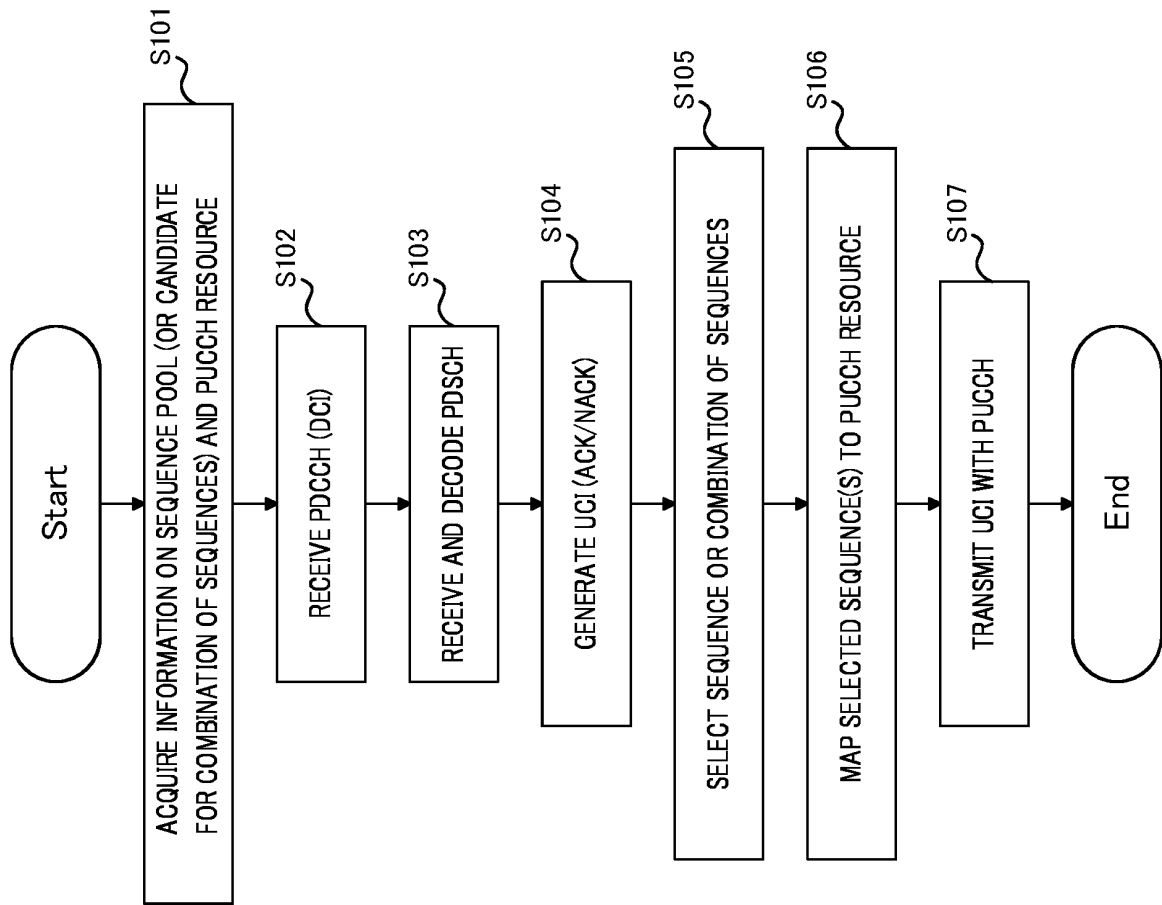 Start
S101
ACQUIRE INFORMATION ON SEQUENCE POOL (OR CANDIDATE
FOR COMBINATION OF SEQUENCES) AND PUCCH RESOURCE
S102
RECEIVE PDCCH (DCI)
S103
RECEIVE AND DECODE PDSCH
S104
GENERATE UCI (ACK/NACK)
S105
SELECT SEQUENCE OR COMBINATION OF SEQUENCES
S106
MAP SELECTED SEQUENCE(S) TO PUCCH RESOURCE
S107
TRANSMIT UCI WITH PUCCH
End